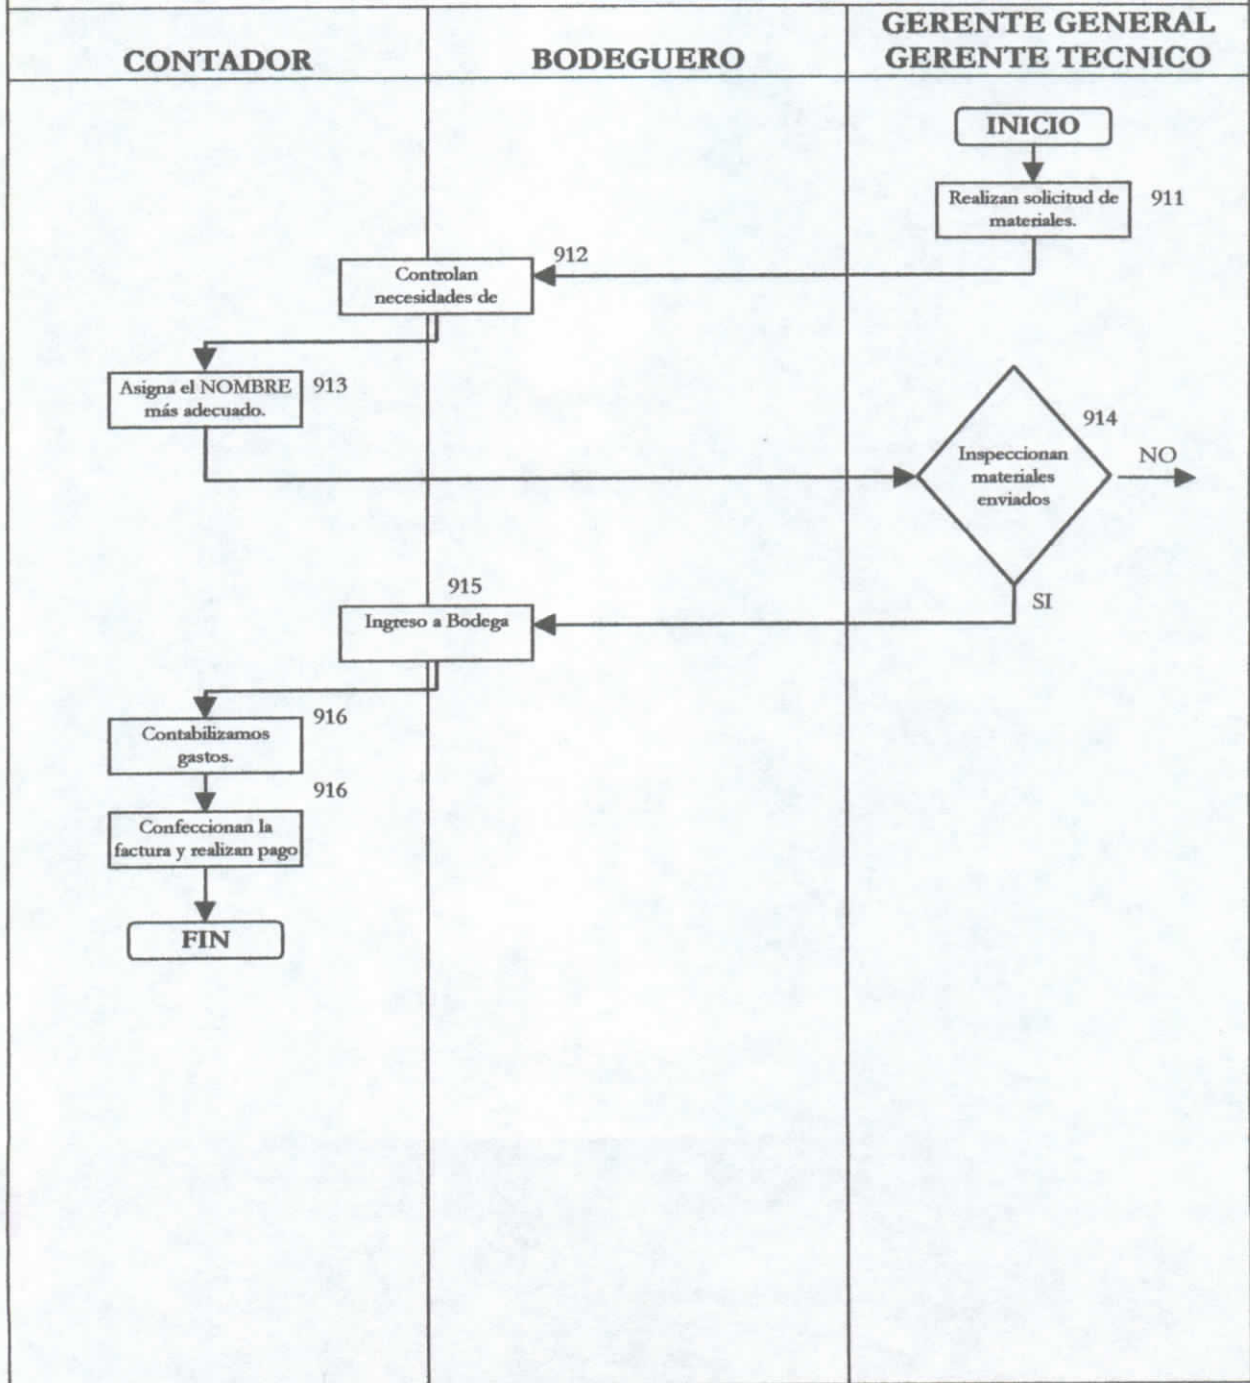 CONTADOR
BODEGUERO
GERENTE GENERAL
GERENTE TECNICO
INICIO
Realizan solicitud de
materiales.
911
912
Controlan
necesidades de
Asigna el NOMBRE
más adecuado.
913
914
Inspeccionan
materiales
enviados
NO
SI
915
Ingreso a Bodega
916
Contabilizamos
gastos.
916
Confeccionan la
factura y realizan pago
FIN